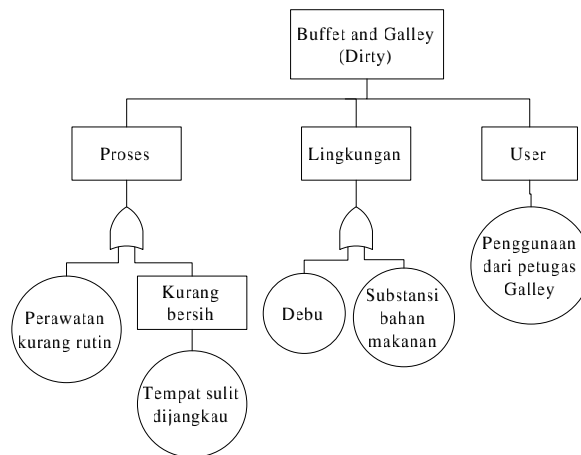 Buffet and Galley
(Dirty)
Proses
Lingkungan
User
Perawatan
kurang rutin
Kurang
bersih
Tempat sulit
dijangkau
Debu
Substansi
bahan
makanan
Penggunaan
dari petugas
Galley